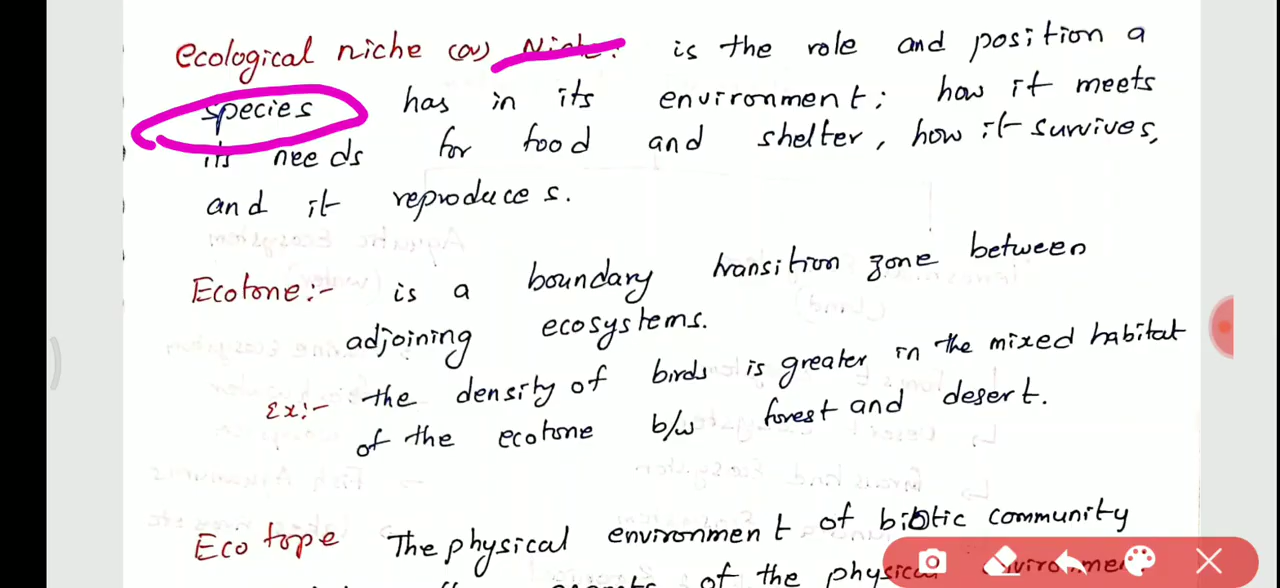 ecological niche (or) Niche: is the role and position a
species has in its environment; how it meets
its needs for food and shelter, how it survives,
and it reproduces.
Ecotone:- is a boundary transition zone between
adjoining ecosystems.
Ex:- the density of birds is greater in the mixed habitat
of the ecotone b/w forest and desert.
Eco tope The physical environment of biotic community
of the physical environment